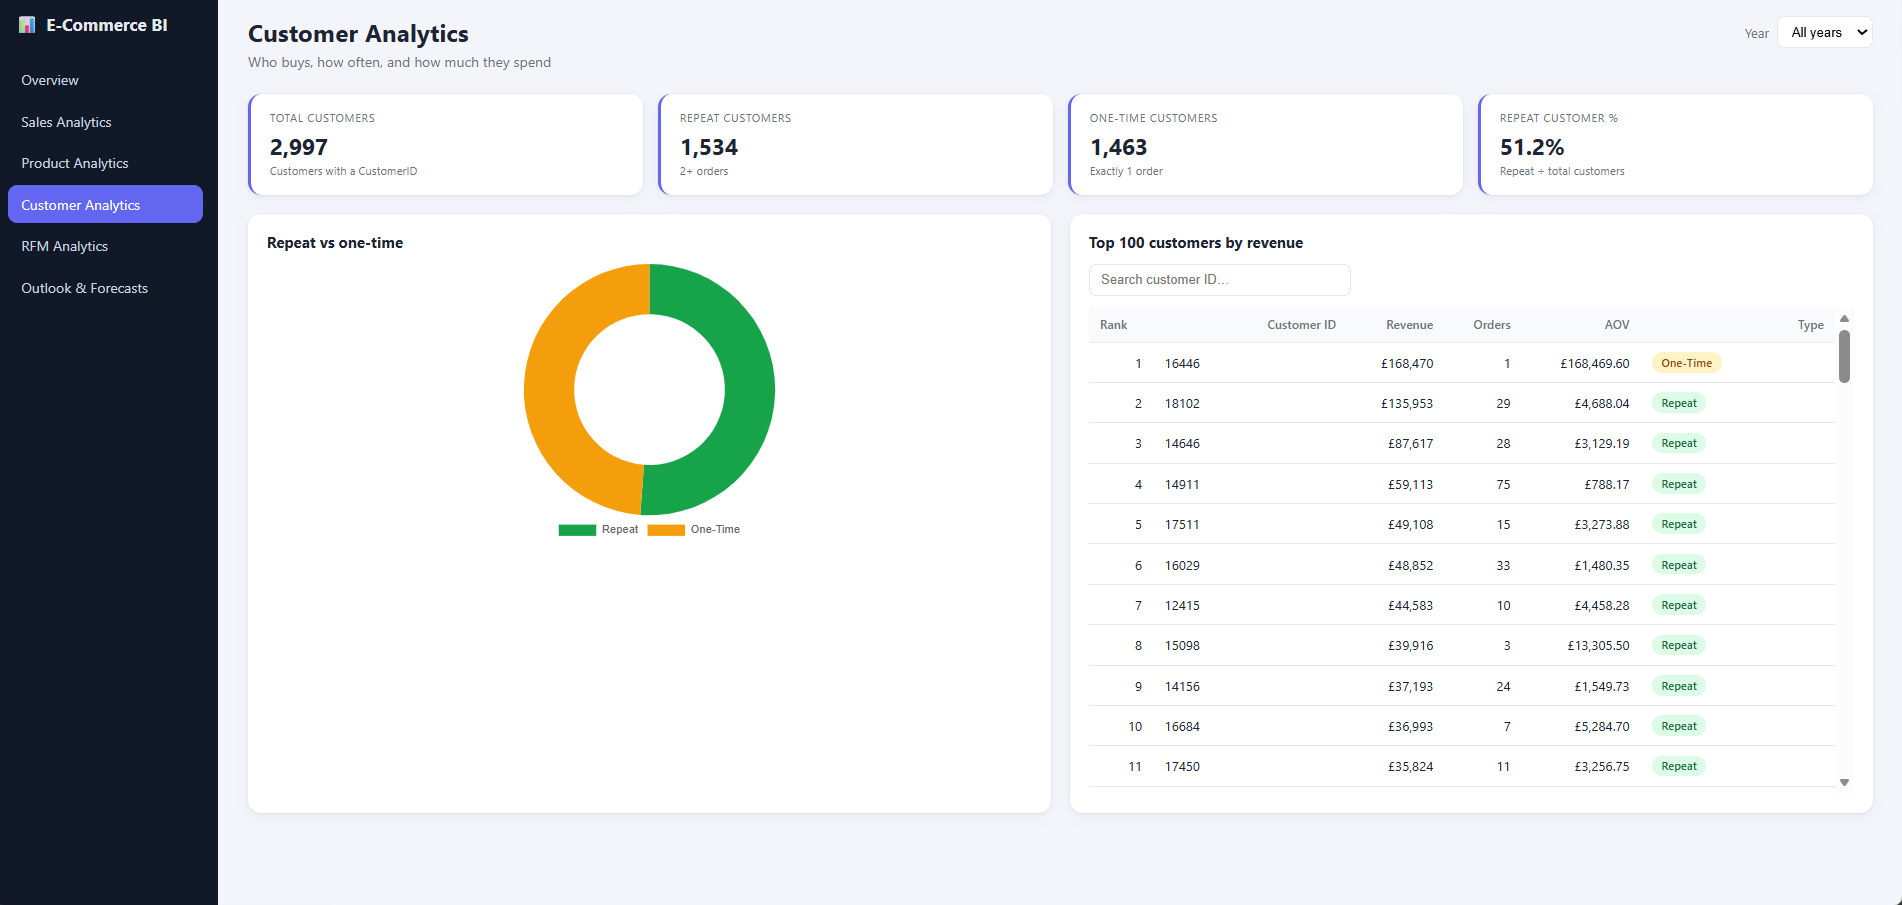 E-Commerce BI
Overview
Sales Analytics
Product Analytics
Customer Analytics
RFM Analytics
Outlook & Forecasts
Customer Analytics
Who buys, how often, and how much they spend
Year All years
TOTAL CUSTOMERS
2,997
Customers with a CustomerID
REPEAT CUSTOMERS
1,534
2+ orders
ONE-TIME CUSTOMERS
1,463
Exactly 1 order
REPEAT CUSTOMER %
51.2%
Repeat ÷ total customers
Repeat vs one-time
Repeat One-Time
Top 100 customers by revenue
Search customer ID...
Rank Customer ID Revenue Orders AOV Type
1 16446 £168,470 1 £168,469.60 One-Time
2 18102 £135,953 29 £4,688.04 Repeat
3 14646 £87,617 28 £3,129.19 Repeat
4 14911 £59,113 75 £788.17 Repeat
5 17511 £49,108 15 £3,273.88 Repeat
6 16029 £48,852 33 £1,480.35 Repeat
7 12415 £44,583 10 £4,458.28 Repeat
8 15098 £39,916 3 £13,305.50 Repeat
9 14156 £37,193 24 £1,549.73 Repeat
10 16684 £36,993 7 £5,284.70 Repeat
11 17450 £35,824 11 £3,256.75 Repeat